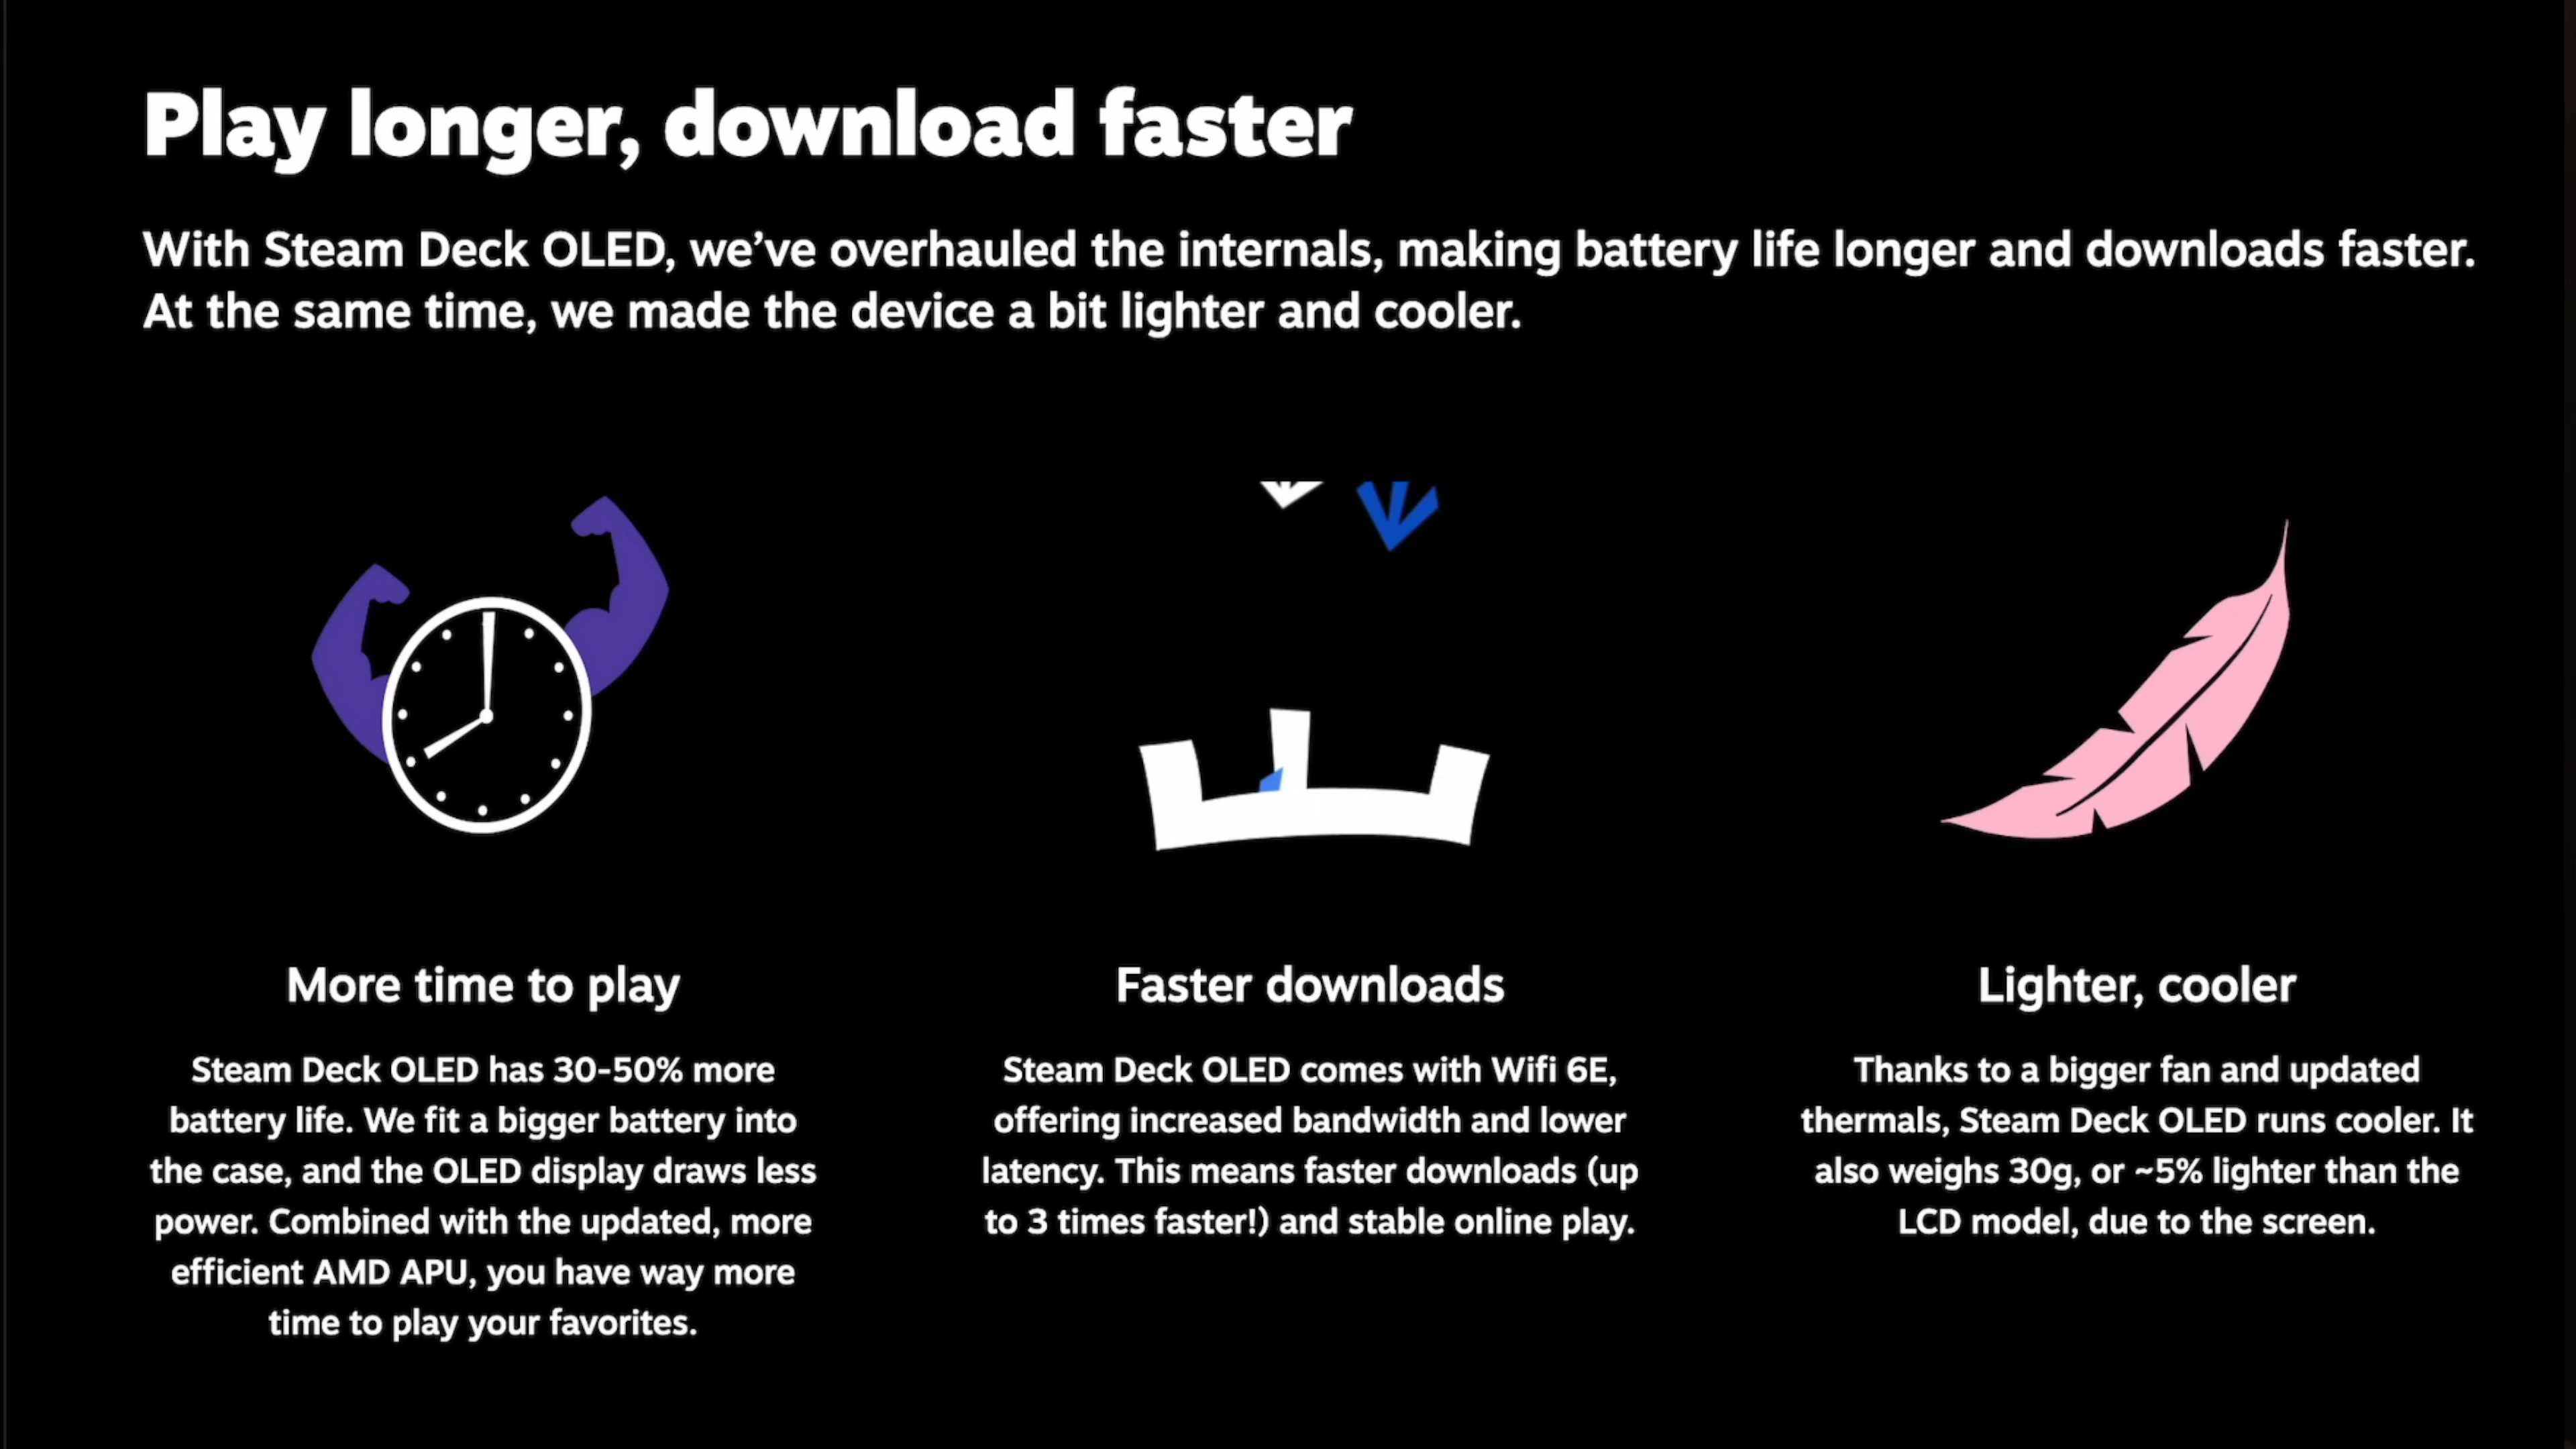 Play longer, download faster
With Steam Deck OLED, we’ve overhauled the internals, making battery life longer and downloads faster.
At the same time, we made the device a bit lighter and cooler.
More time to play
Steam Deck OLED has 30-50% more
battery life. We fit a bigger battery into
the case, and the OLED display draws less
power. Combined with the updated, more
efficient AMD APU, you have way more
time to play your favorites.
Faster downloads
Steam Deck OLED comes with Wifi 6E,
offering increased bandwidth and lower
latency. This means faster downloads (up
to 3 times faster!) and stable online play.
Lighter, cooler
Thanks to a bigger fan and updated
thermals, Steam Deck OLED runs cooler. It
also weighs 30g, or ~5% lighter than the
LCD model, due to the screen.